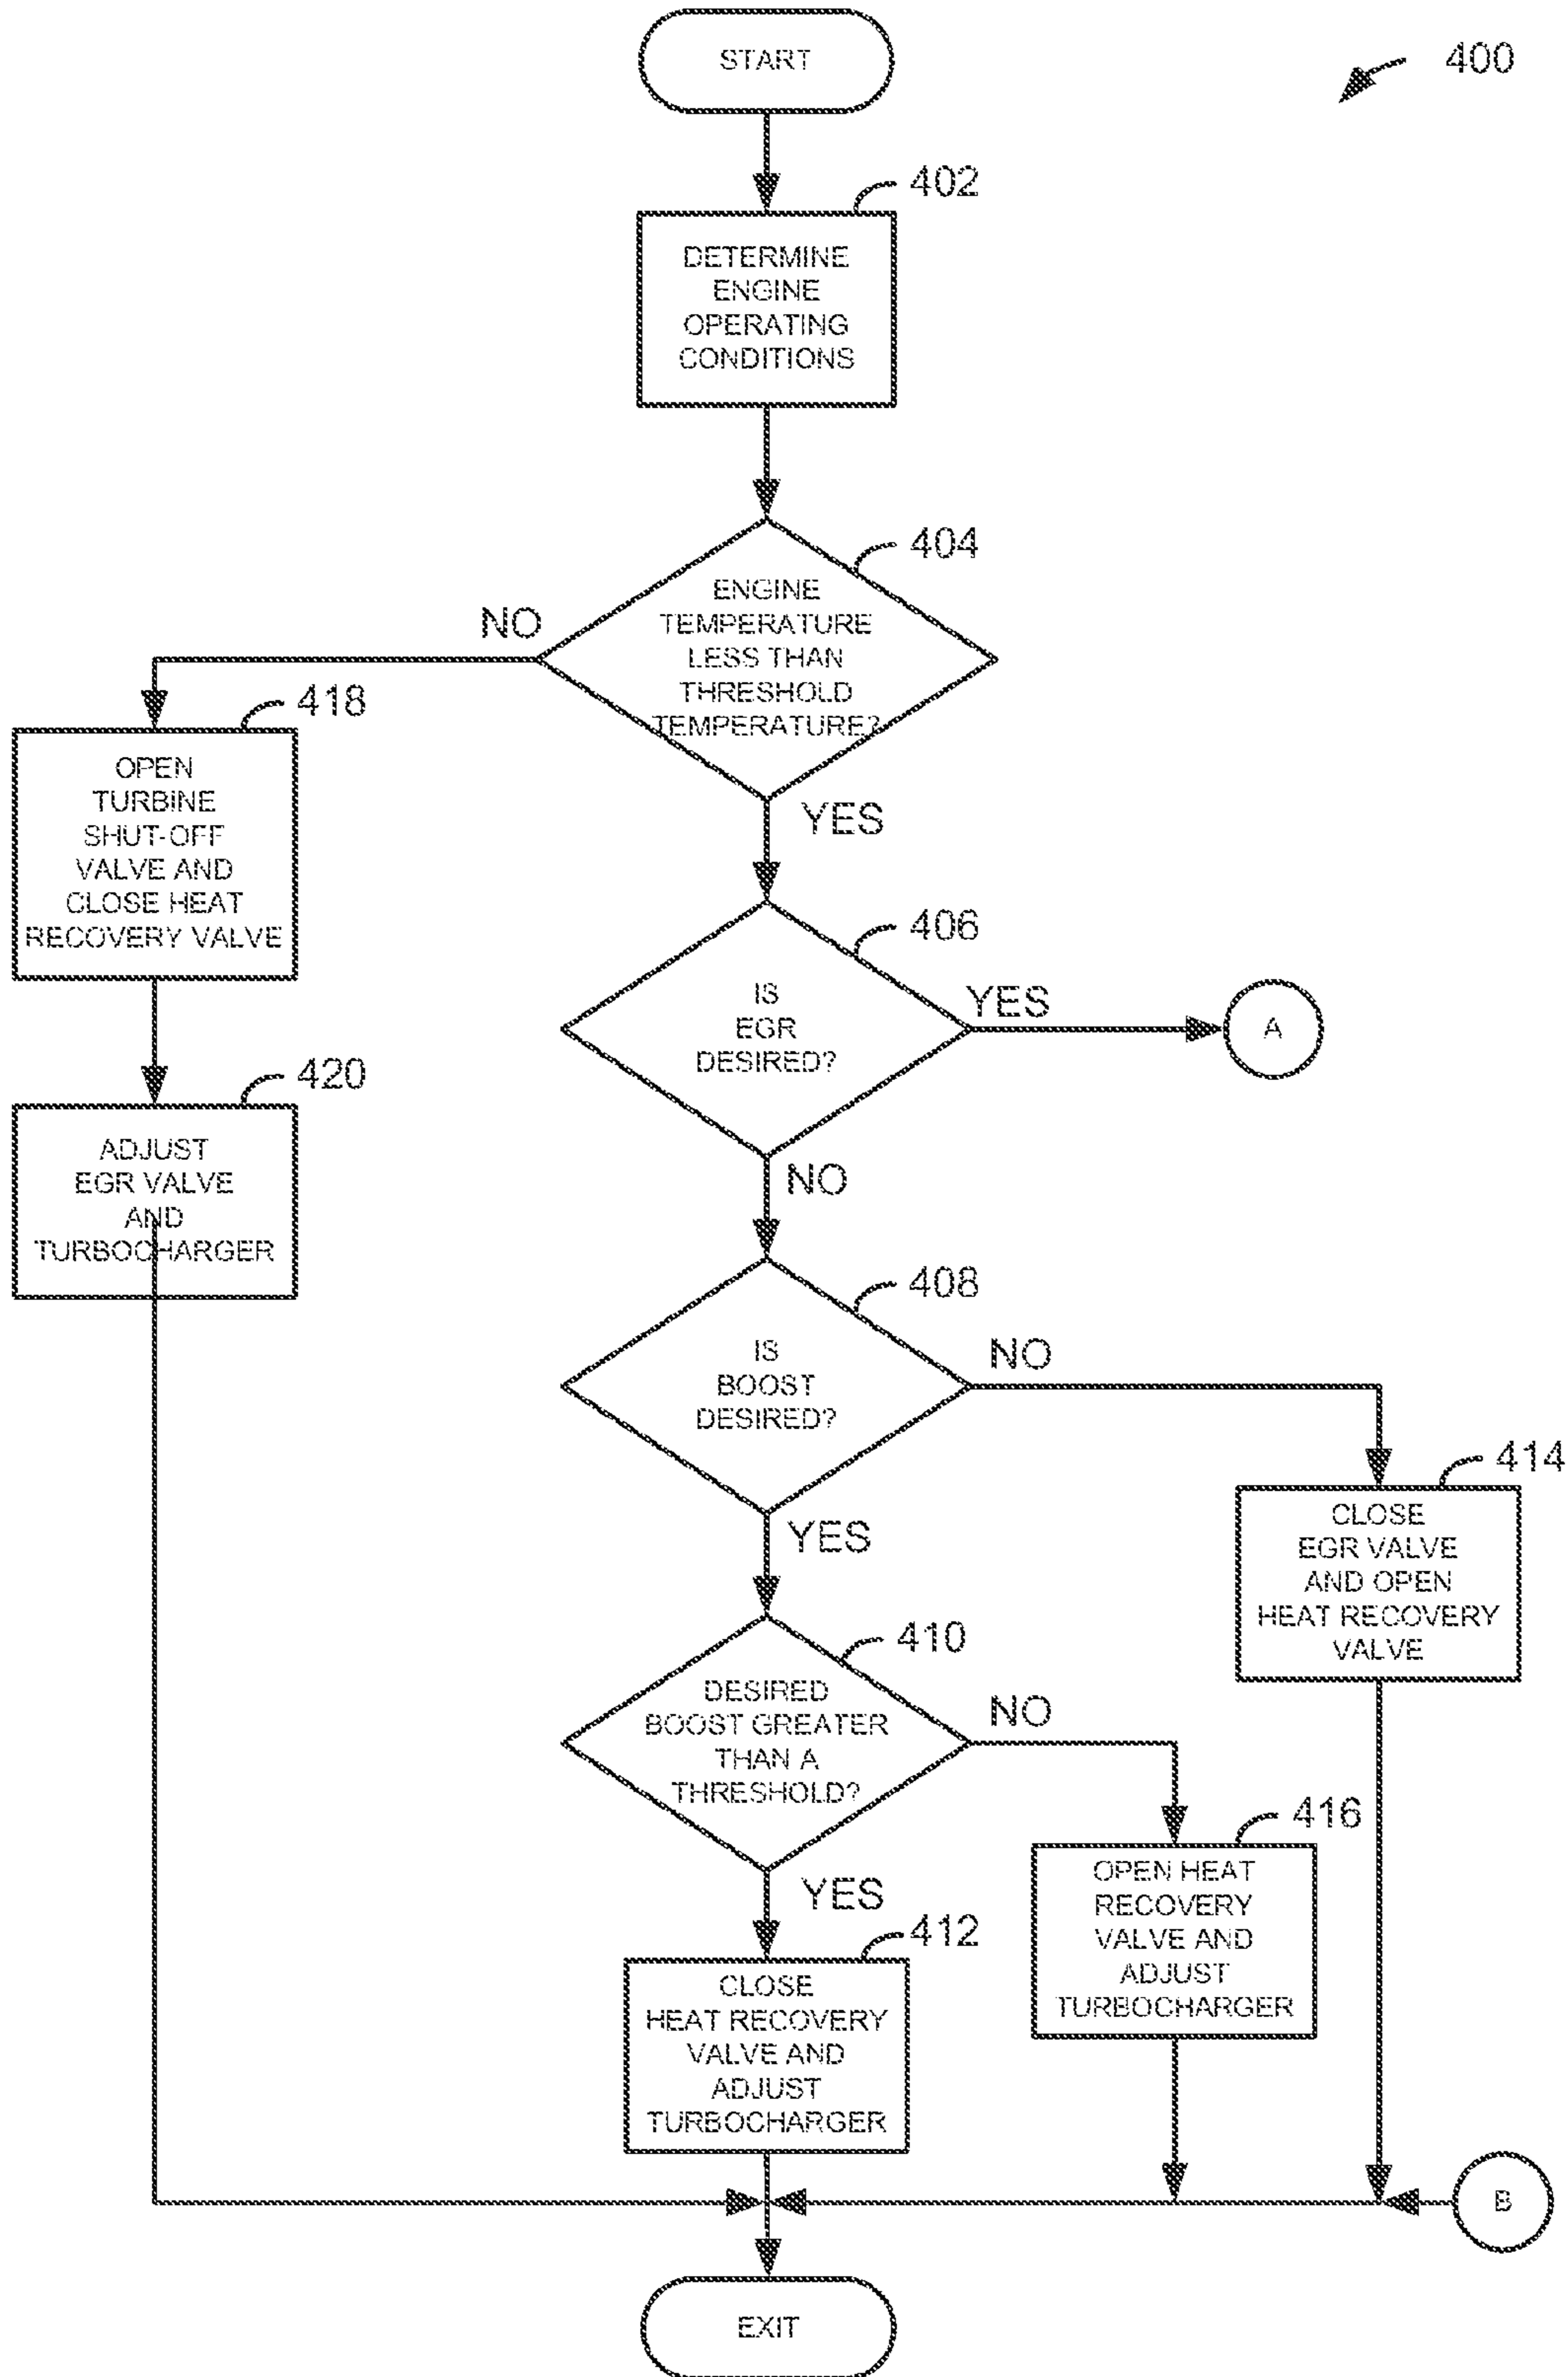 START
400
402
DETERMINE
ENGINE
OPERATING
CONDITIONS
404
ENGINE
TEMPERATURE
LESS THAN
THRESHOLD
TEMPERATURE?
NO
YES
418
OPEN
TURBINE
SHUT-OFF
VALVE AND
CLOSE HEAT
RECOVERY VALVE
406
IS
EGR
DESIRED?
YES
A
NO
420
ADJUST
EGR VALVE
AND
TURBOCHARGER
408
IS
BOOST
DESIRED?
NO
YES
414
CLOSE
EGR VALVE
AND OPEN
HEAT RECOVERY
VALVE
410
DESIRED
BOOST GREATER
THAN A
THRESHOLD?
NO
YES
416
OPEN HEAT
RECOVERY
VALVE AND
ADJUST
TURBOCHARGER
412
CLOSE
HEAT RECOVERY
VALVE AND
ADJUST
TURBOCHARGER
B
EXIT